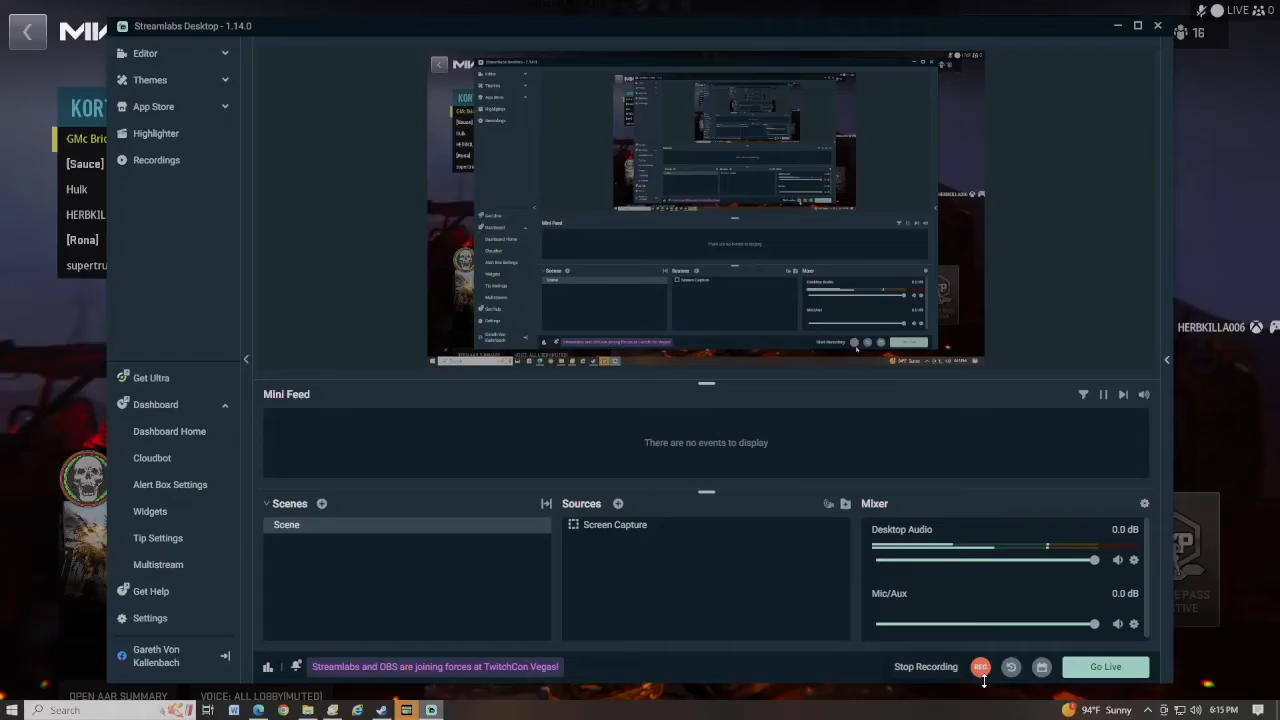 Streamlabs Desktop - 1.14.0
LIVE 0
16
Editor
Themes
App Store
Highlighter
Recordings
KORT
GMc Bric
[Sauce]
Hulk
HERBKIL
[Rona]
supertru
Get Ultra
Dashboard
Dashboard Home
Cloudbot
Alert Box Settings
Widgets
Tip Settings
Multistream
Get Help
Settings
Gareth Von
Kallenbach
Mini Feed
There are no events to display
Scenes
Scene
Sources
Screen Capture
Mixer
Desktop Audio 0.0 dB
Mic/Aux 0.0 dB
Streamlabs and OBS are joining forces at TwitchCon Vegas!
Stop Recording
REC
Go Live
OPEN AAR SUMMARY
VOICE: ALL LOBBY(MUTED)
Search
94°F Sunny
6:15 PM